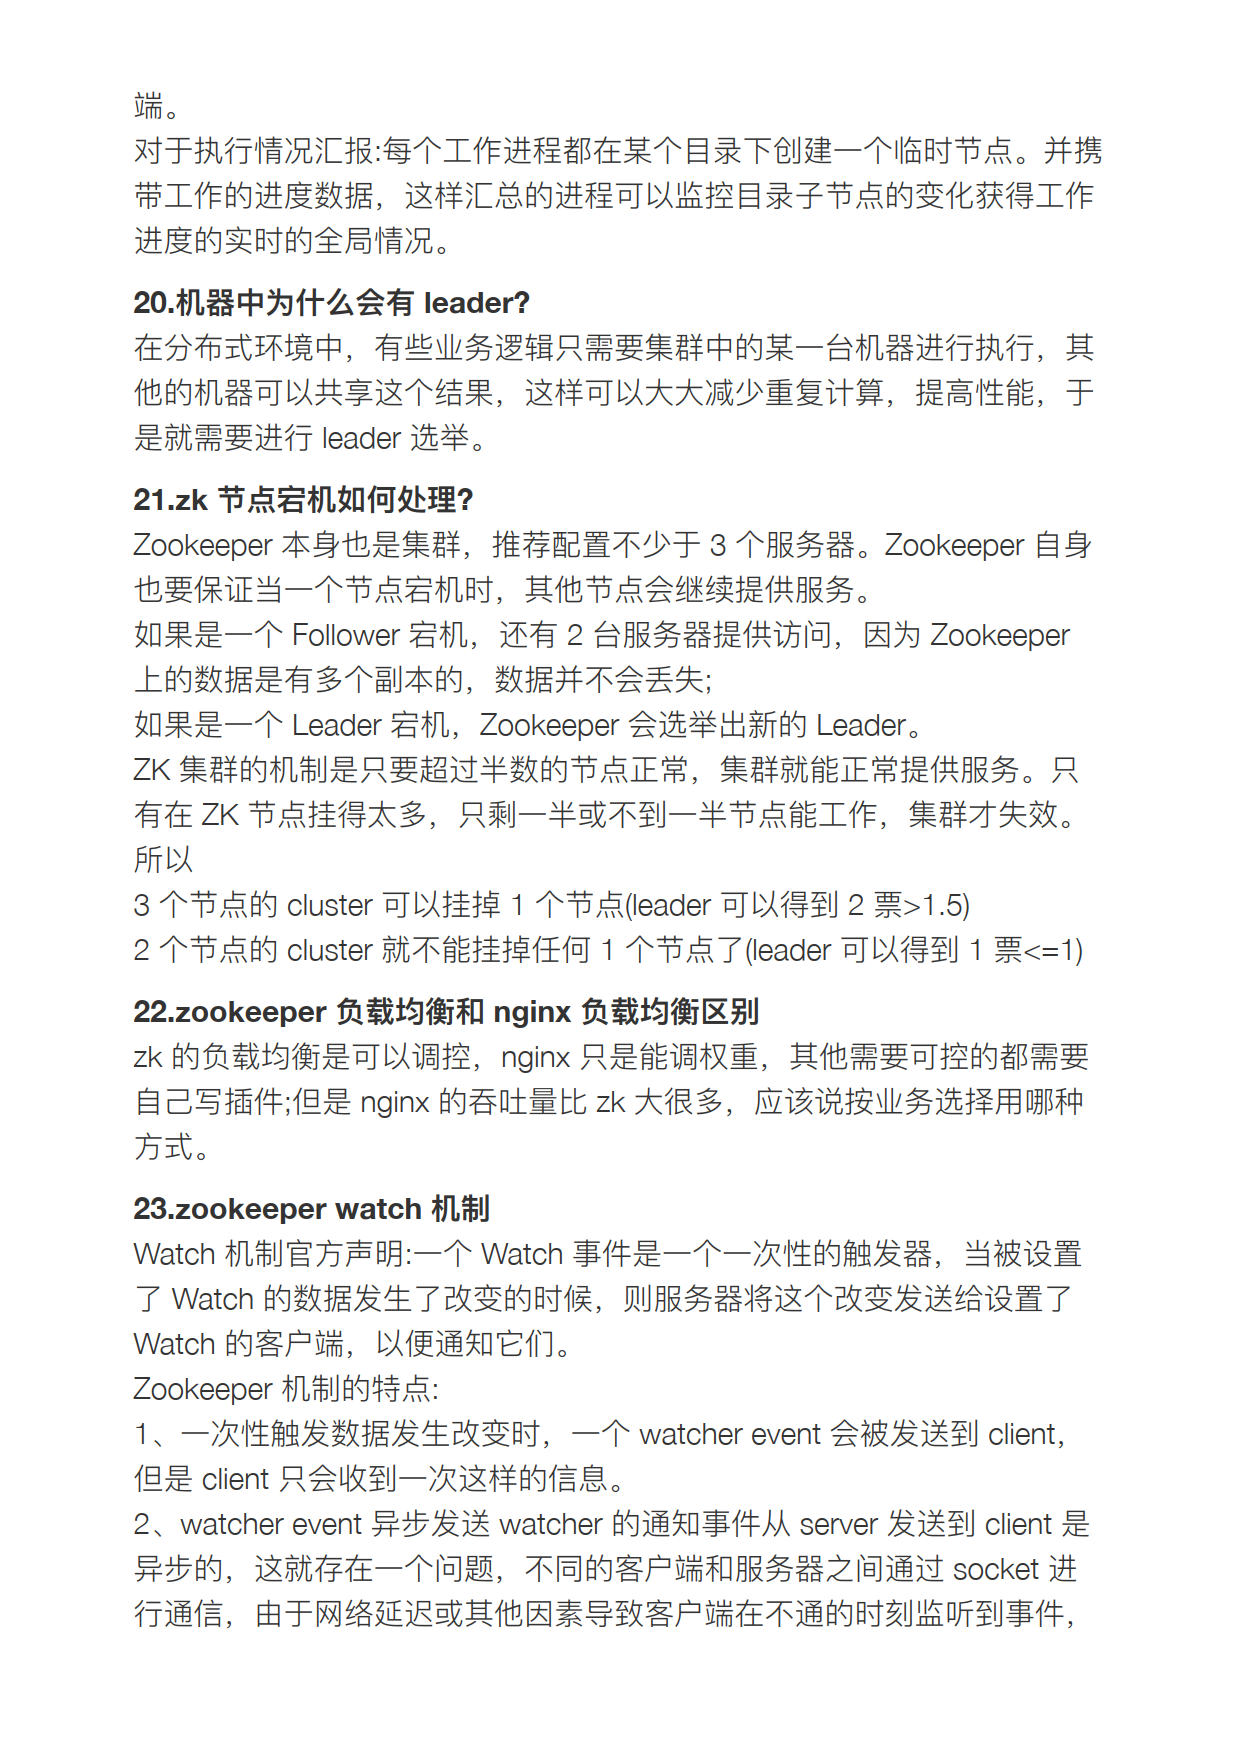 端。
对于执行情况汇报:每个工作进程都在某个目录下创建一个临时节点。并携
带工作的进度数据，这样汇总的进程可以监控目录子节点的变化获得工作
进度的实时的全局情况。
20.机器中为什么会有 leader?
在分布式环境中，有些业务逻辑只需要集群中的某一台机器进行执行，其
他的机器可以共享这个结果，这样可以大大减少重复计算，提高性能，于
是就需要进行 leader 选举。
21.zk 节点宕机如何处理?
Zookeeper 本身也是集群，推荐配置不少于 3 个服务器。Zookeeper 自身
也要保证当一个节点宕机时，其他节点会继续提供服务。
如果是一个 Follower 宕机，还有 2 台服务器提供访问，因为 Zookeeper
上的数据是有多个副本的，数据并不会丢失;
如果是一个 Leader 宕机，Zookeeper 会选举出新的 Leader。
ZK 集群的机制是只要超过半数的节点正常，集群就能正常提供服务。只
有在 ZK 节点挂得太多，只剩一半或不到一半节点能工作，集群才失效。
所以
3 个节点的 cluster 可以挂掉 1 个节点(leader 可以得到 2 票>1.5)
2 个节点的 cluster 就不能挂掉任何 1 个节点了(leader 可以得到 1 票<=1)
22.zookeeper 负载均衡和 nginx 负载均衡区别
zk 的负载均衡是可以调控，nginx 只是能调权重，其他需要可控的都需要
自己写插件;但是 nginx 的吞吐量比 zk 大很多，应该说按业务选择用哪种
方式。
23.zookeeper watch 机制
Watch 机制官方声明:一个 Watch 事件是一个一次性的触发器，当被设置
了 Watch 的数据发生了改变的时候，则服务器将这个改变发送给设置了
Watch 的客户端，以便通知它们。
Zookeeper 机制的特点:
1、一次性触发数据发生改变时，一个 watcher event 会被发送到 client，
但是 client 只会收到一次这样的信息。
2、watcher event 异步发送 watcher 的通知事件从 server 发送到 client 是
异步的，这就存在一个问题，不同的客户端和服务器之间通过 socket 进
行通信，由于网络延迟或其他因素导致客户端在不通的时刻监听到事件，